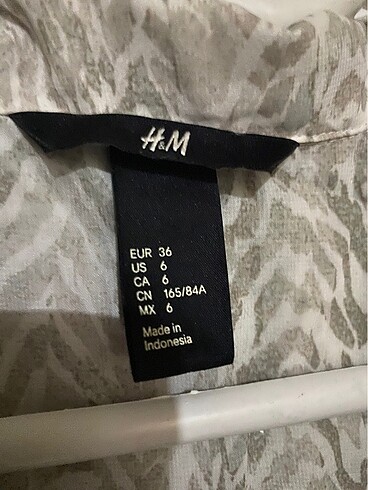 H&M
EUR 36
US 6
CA 6
CN 165/84A
MX 6
Made in
Indonesia